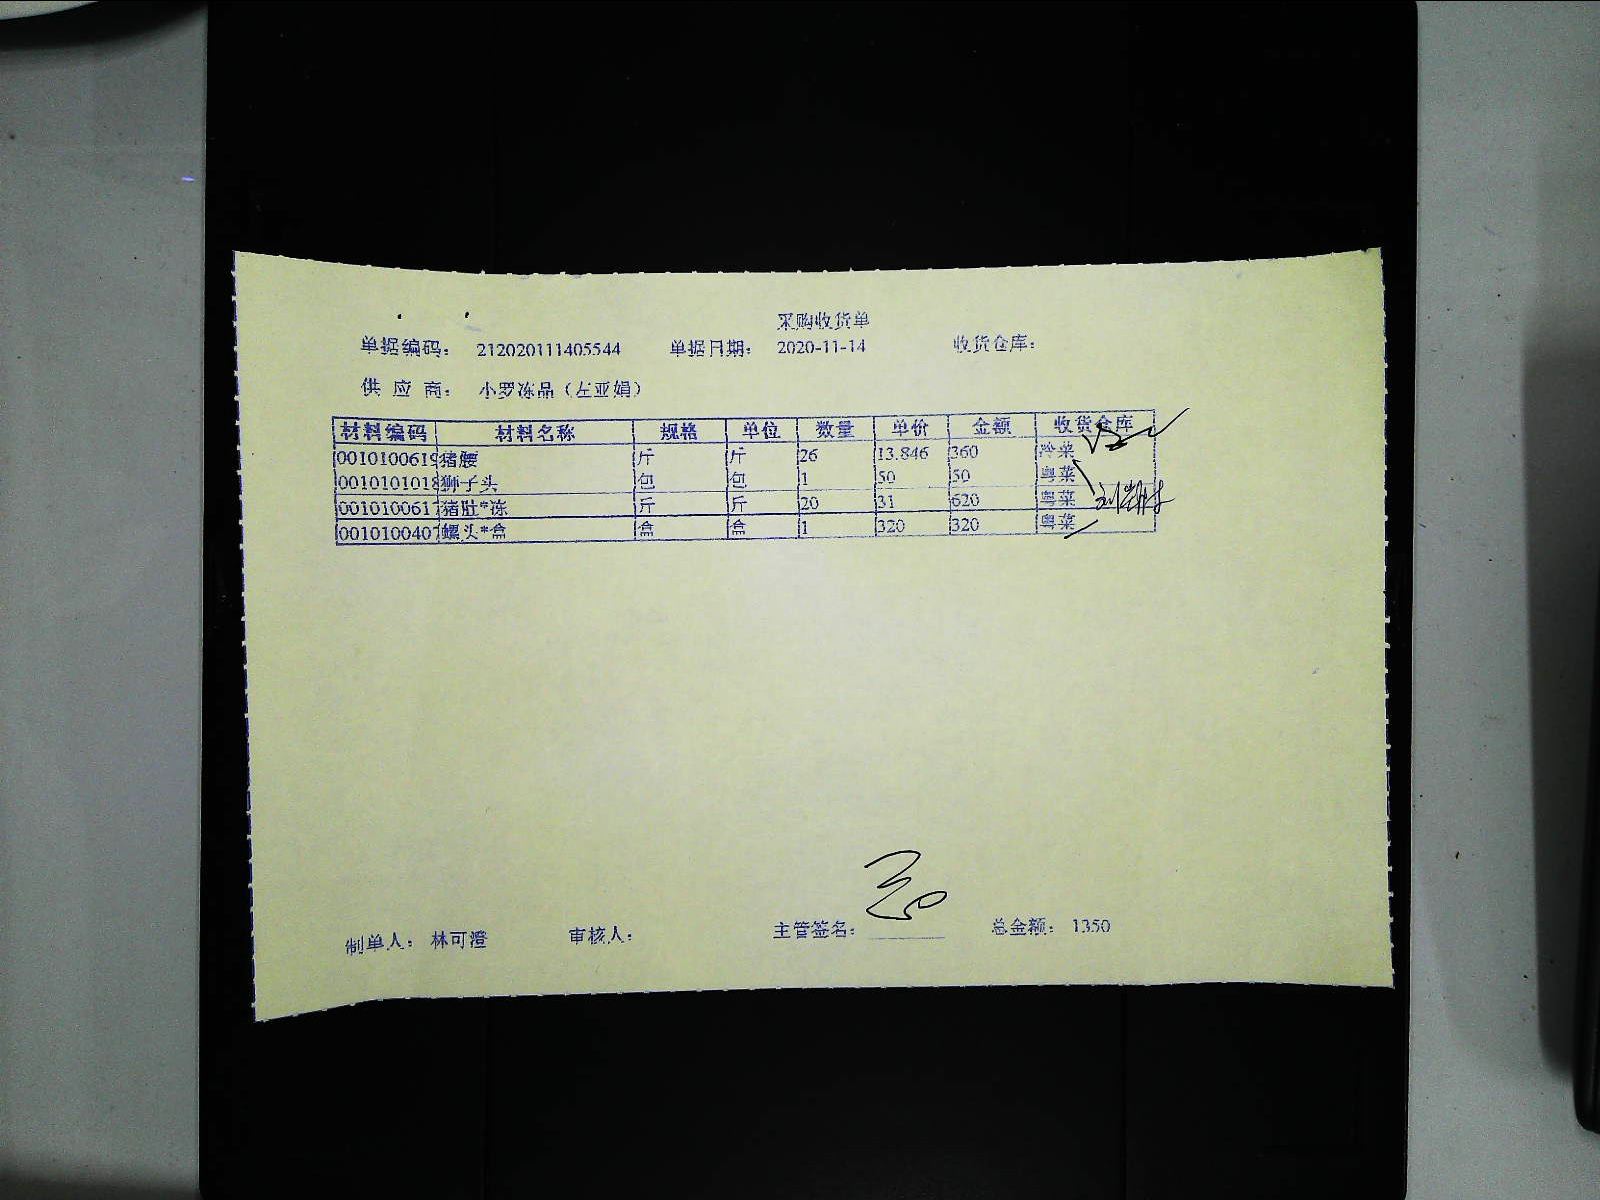 采购收货单
单据编码： 212020111405544 单据日期： 2020-11-14 收货仓库：
供 应 商： 小罗冻品（左亚娟）
材料编码 材料名称 规格 单位 数量 单价 金额 收货仓库
0010100619 猪腰 斤 斤 26 13.846 360 冷菜
0010101018 狮子头 包 包 1 50 50 粤菜
0010100617 猪肚*冻 斤 斤 20 31 620 粤菜
0010100407 螺头*盒 盒 盒 1 320 320 粤菜
制单人： 林可澄 审核人： 主管签名： 总金额： 1350